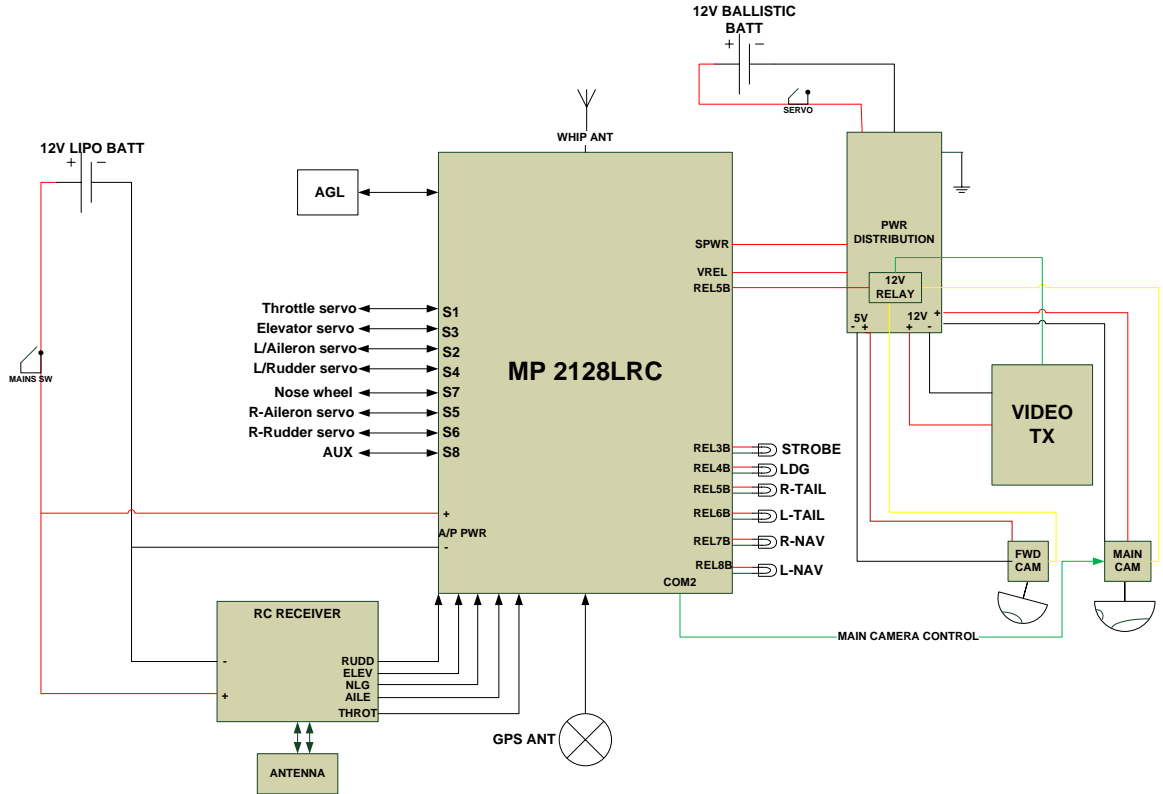 12V BALLISTIC
BATT
+ −
SERVO
WHIP ANT
12V LIPO BATT
+ −
AGL
PWR
DISTRIBUTION
SPWR
VREL
REL5B
12V
RELAY
5V
- +
12V
+ -
+
-
Throttle servo
Elevator servo
L/Aileron servo
L/Rudder servo
Nose wheel
R-Aileron servo
R-Rudder servo
AUX
S1
S3
S2
S4
S7
S5
S6
S8
MP 2128LRC
MAINS SW
VIDEO
TX
REL3B
STROBE
REL4B
LDG
REL5B
R-TAIL
REL6B
L-TAIL
REL7B
R-NAV
REL8B
L-NAV
+
A/P PWR
-
COM2
FWD
CAM
MAIN
CAM
MAIN CAMERA CONTROL
RC RECEIVER
-
+
RUDD
ELEV
NLG
AILE
THROT
GPS ANT
ANTENNA